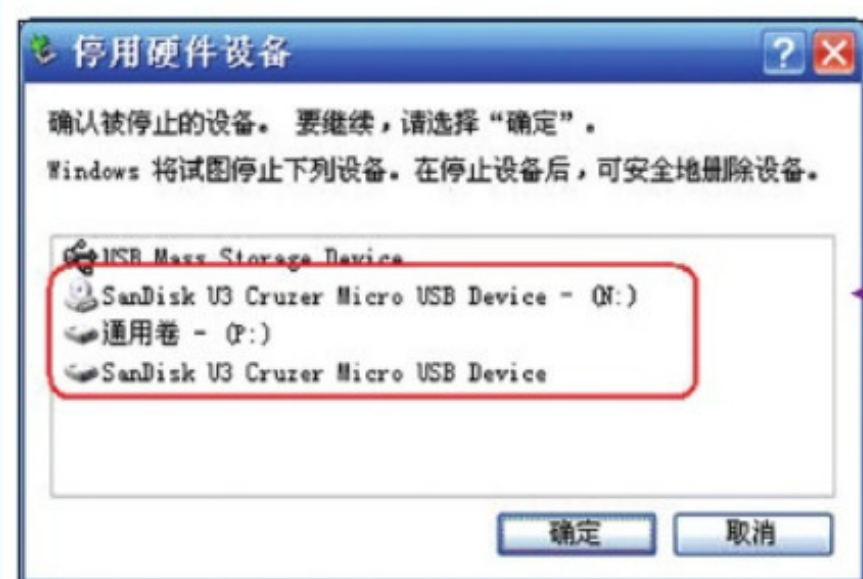 停用硬件设备
确认被停止的设备。 要继续，请选择“确定”。
Windows 将试图停止下列设备。在停止设备后，可安全地删除设备。
USB Mass Storage Device
SanDisk U3 Cruzer Micro USB Device - (N:)
通用卷 - (P:)
SanDisk U3 Cruzer Micro USB Device
确定 取消